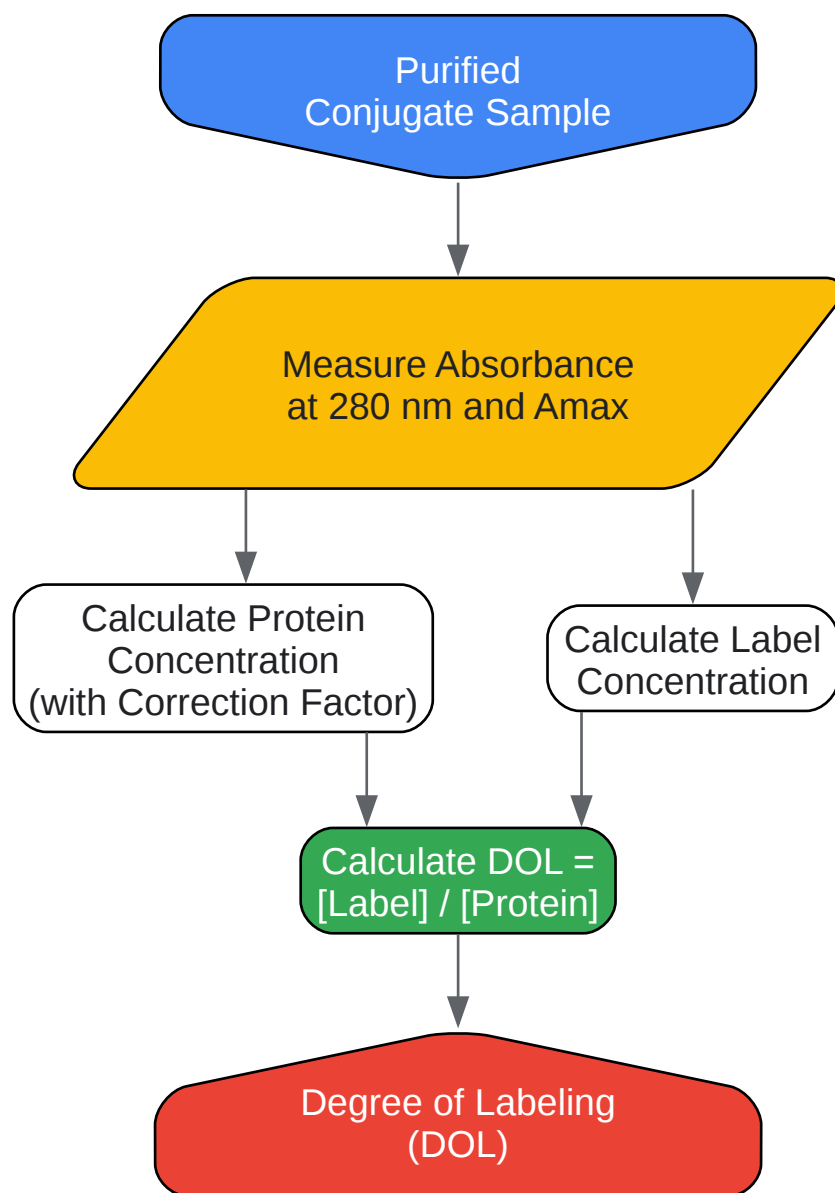 Purified
Conjugate Sample
Measure Absorbance
at 280 nm and Amax
Calculate Protein
Concentration
(with Correction Factor)
Calculate Label
Concentration
Calculate DOL =
[Label] / [Protein]
Degree of Labeling
(DOL)